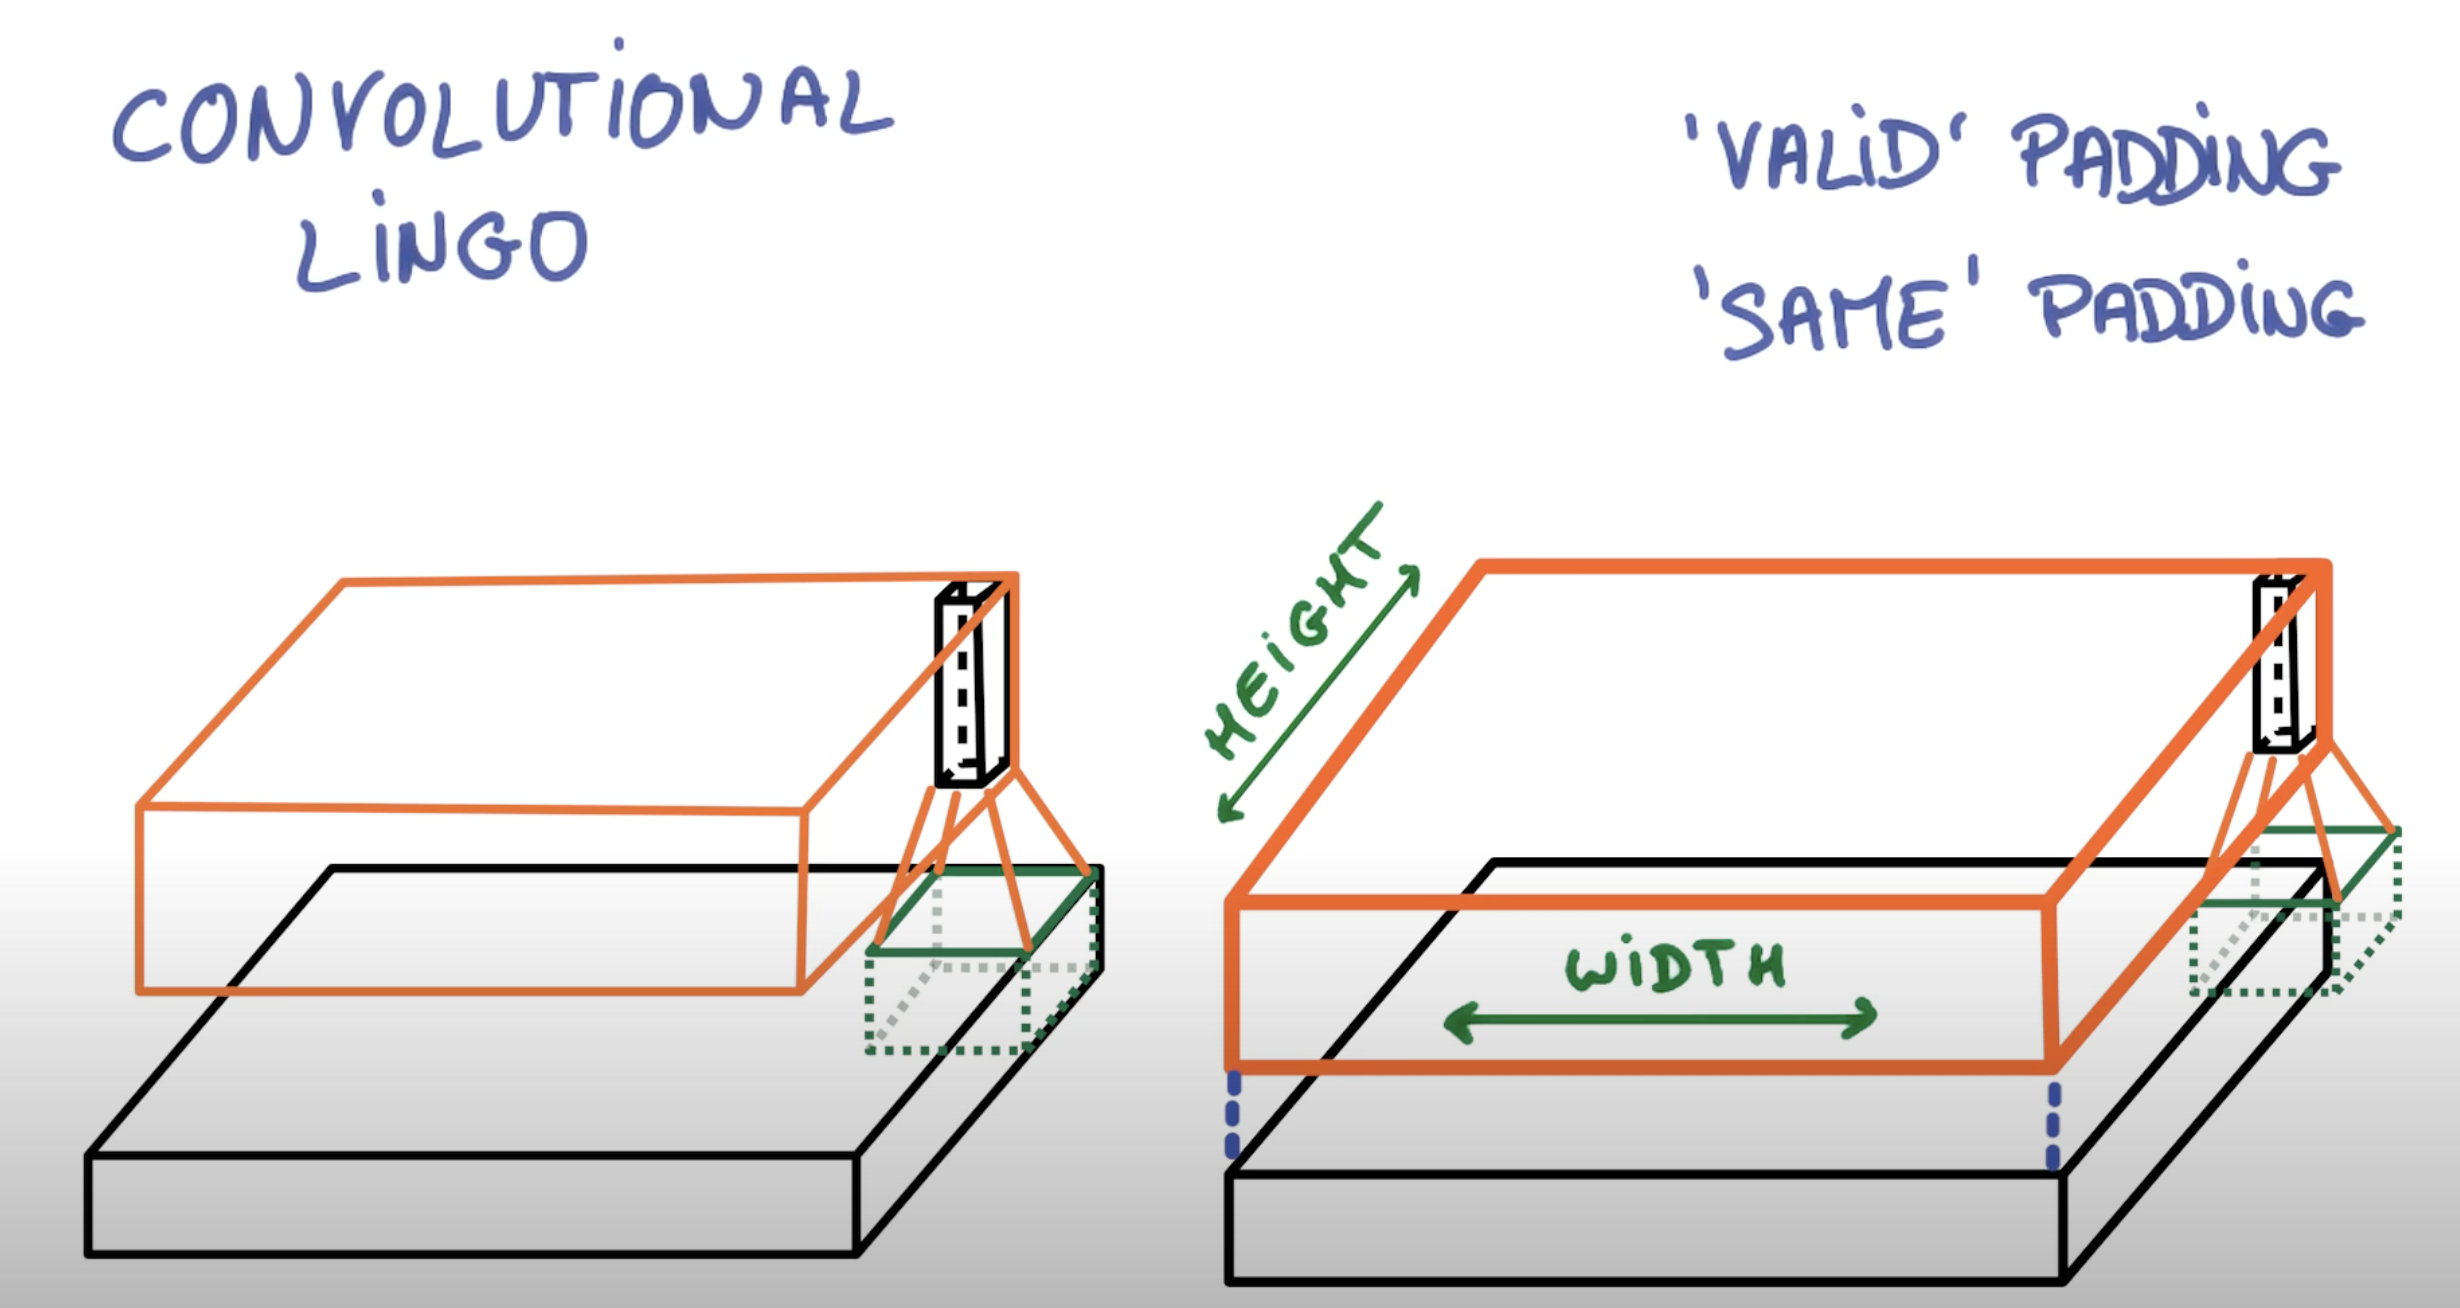 CONVOLUTIONAL
LINGO
'VALID' PADDING
'SAME' PADDING
HEIGHT
WIDTH